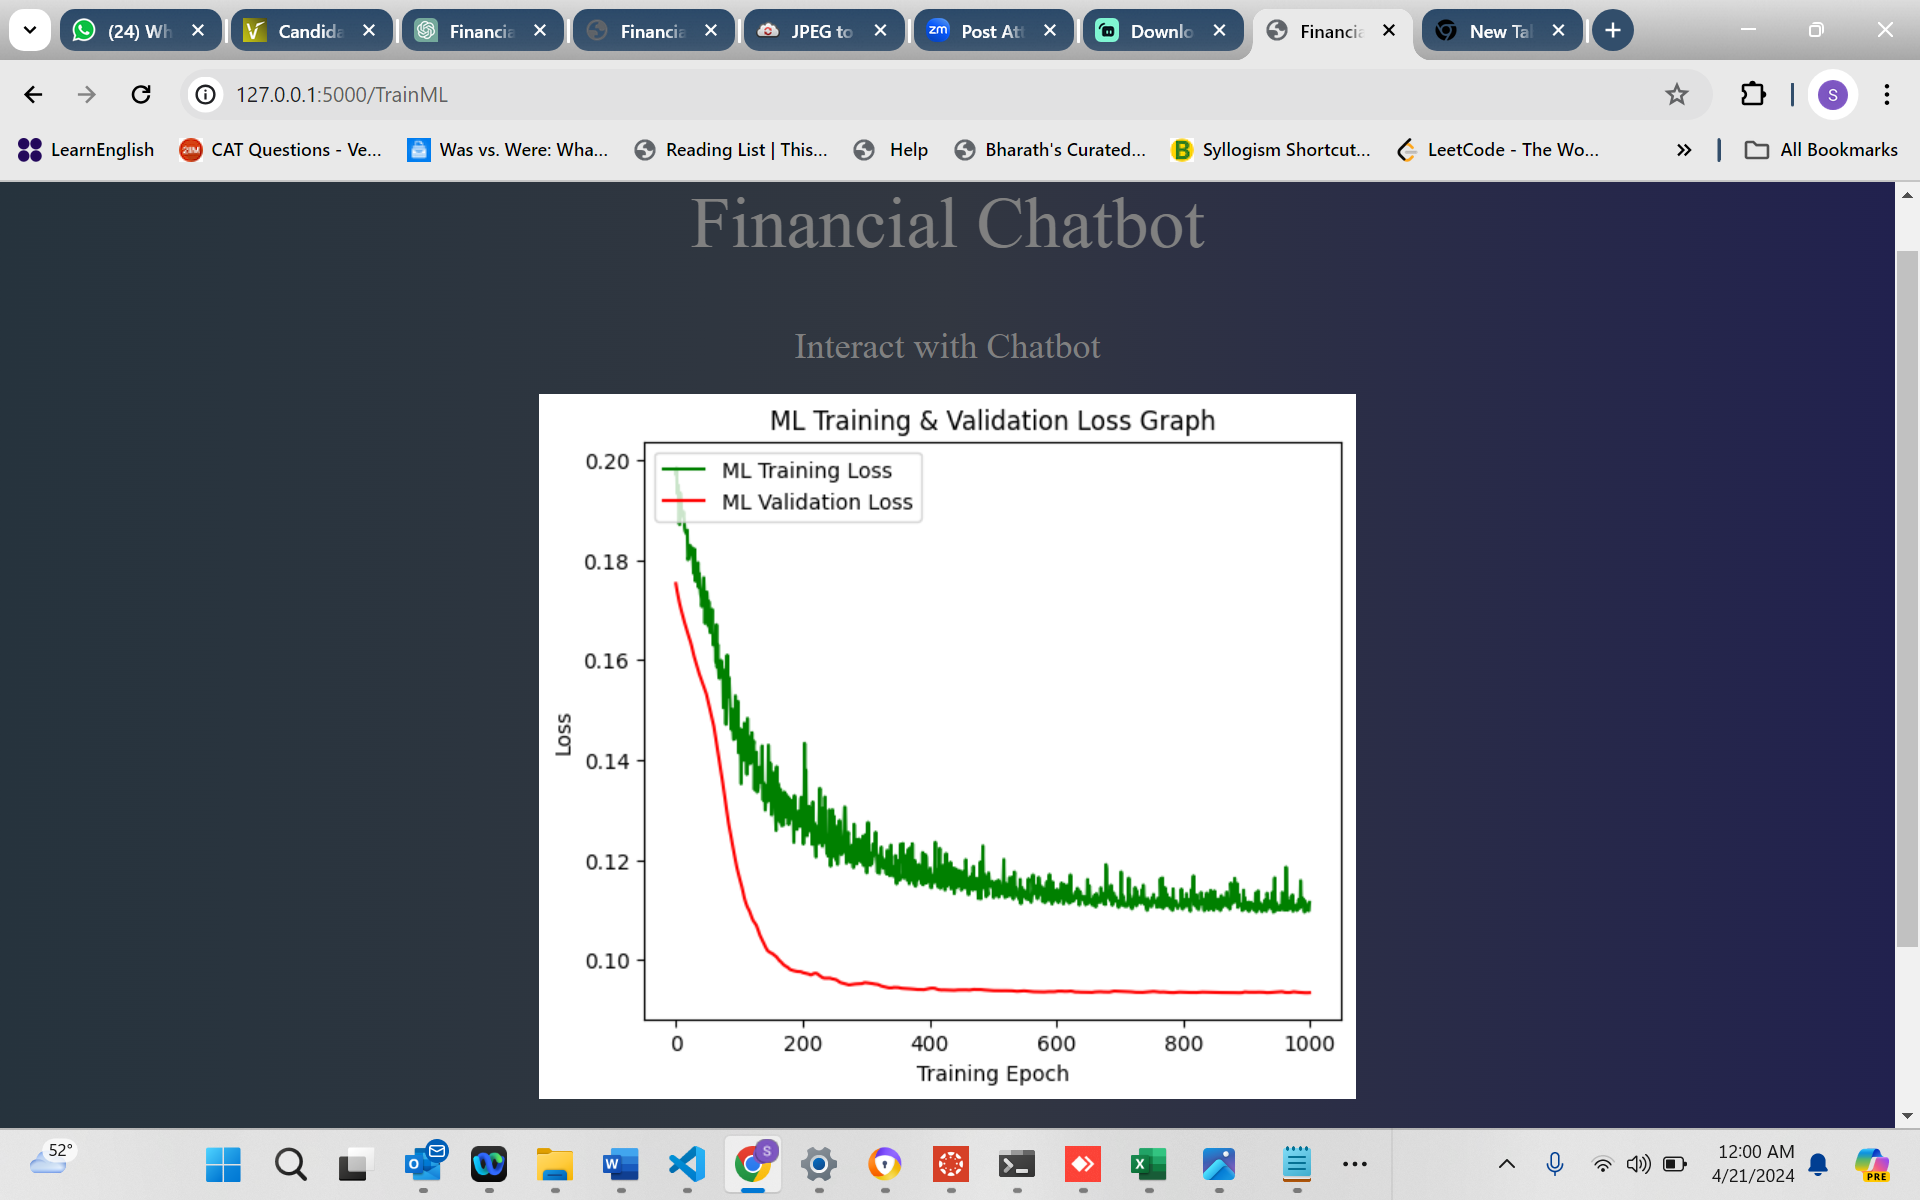 (24) Wh
Candida
Financia
Financia
JPEG to
zm
Post Att
Downlo
Financia
New Tal
127.0.0.1:5000/TrainML
S
LearnEnglish
CAT Questions - Ve...
Was vs. Were: Wha...
Reading List | This...
Help
Bharath's Curated...
Syllogism Shortcut...
LeetCode - The Wo...
All Bookmarks
Financial Chatbot
Interact with Chatbot
ML Training & Validation Loss Graph
ML Training Loss
ML Validation Loss
0.20
0.18
0.16
0.14
0.12
0.10
Loss
0 200 400 600 800 1000
Training Epoch
52°
12:00 AM
4/21/2024
PRE